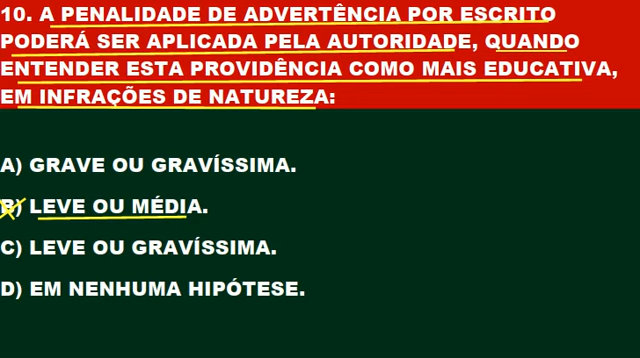 10. A PENALIDADE DE ADVERTÊNCIA POR ESCRITO
PODERÁ SER APLICADA PELA AUTORIDADE, QUANDO
ENTENDER ESTA PROVIDÊNCIA COMO MAIS EDUCATIVA,
EM INFRAÇÕES DE NATUREZA:
A) GRAVE OU GRAVÍSSIMA.
B) LEVE OU MÉDIA.
C) LEVE OU GRAVÍSSIMA.
D) EM NENHUMA HIPÓTESE.